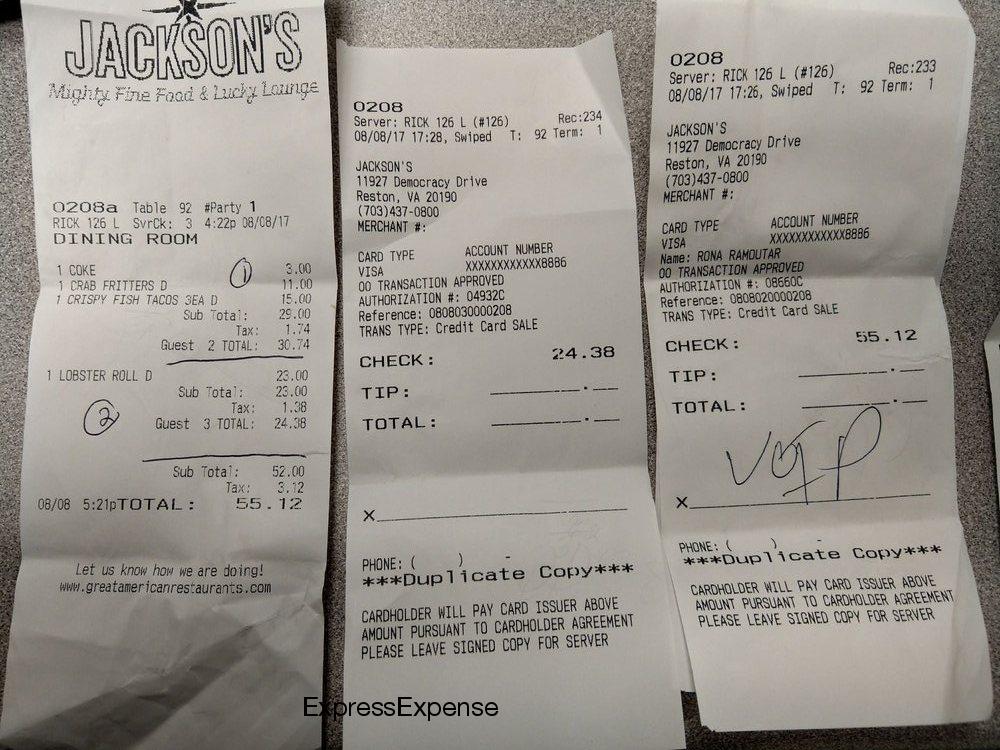 JACKSON'S
Mighty Fine Food & Lucky Lounge
0208a Table 92 #Party 1
RICK 126 L SvrCk: 3 4:22p 08/08/17
DINING ROOM
1 COKE 3.00
1 CRAB FRITTERS D 11.00
1 CRISPY FISH TACOS 3EA D 15.00
1
Sub Total: 29.00
Tax: 1.74
Guest 2 TOTAL: 30.74
1 LOBSTER ROLL D 23.00
Sub Total: 23.00
Tax: 1.38
2
Guest 3 TOTAL: 24.38
Sub Total: 52.00
Tax: 3.12
08/08 5:21pTOTAL: 55.12
Let us know how we are doing!
www.greatamericanrestaurants.com
0208
Server: RICK 126 L (#126) Rec:234
08/08/17 17:28, Swiped T: 92 Term: 1
JACKSON'S
11927 Democracy Drive
Reston, VA 20190
(703)437-0800
MERCHANT #:
CARD TYPE ACCOUNT NUMBER
VISA XXXXXXXXXXXX8886
00 TRANSACTION APPROVED
AUTHORIZATION #: 04932C
Reference: 0808030000208
TRANS TYPE: Credit Card SALE
CHECK: 24.38
TIP: ______.__
TOTAL: ______.__
X______________________
PHONE: ( ) -
***Duplicate Copy***
CARDHOLDER WILL PAY CARD ISSUER ABOVE
AMOUNT PURSUANT TO CARDHOLDER AGREEMENT
PLEASE LEAVE SIGNED COPY FOR SERVER
0208
Server: RICK 126 L (#126) Rec:233
08/08/17 17:26, Swiped T: 92 Term: 1
JACKSON'S
11927 Democracy Drive
Reston, VA 20190
(703)437-0800
MERCHANT #:
CARD TYPE ACCOUNT NUMBER
VISA XXXXXXXXXXXX8886
Name: RONA RAMOUTAR
00 TRANSACTION APPROVED
AUTHORIZATION #: 08660C
Reference: 0808020000208
TRANS TYPE: Credit Card SALE
CHECK: 55.12
TIP: ______.__
TOTAL: ______.__
X______________________
PHONE: ( ) -
***Duplicate Copy***
CARDHOLDER WILL PAY CARD ISSUER ABOVE
AMOUNT PURSUANT TO CARDHOLDER AGREEMENT
PLEASE LEAVE SIGNED COPY FOR SERVER
ExpressExpense